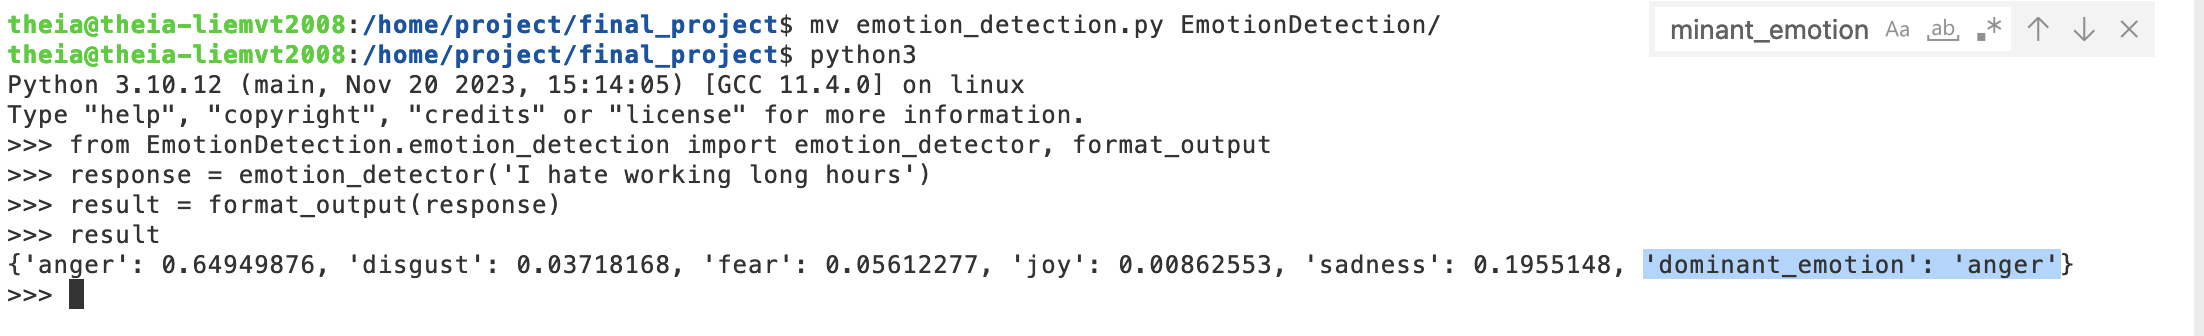 theia@theia-liemvt2008:/home/project/final_project$ mv emotion_detection.py EmotionDetection/
minant_emotion Aa ab .*
theia@theia-liemvt2008:/home/project/final_project$ python3
Python 3.10.12 (main, Nov 20 2023, 15:14:05) [GCC 11.4.0] on linux
Type "help", "copyright", "credits" or "license" for more information.
>>> from EmotionDetection.emotion_detection import emotion_detector, format_output
>>> response = emotion_detector('I hate working long hours')
>>> result = format_output(response)
>>> result
{'anger': 0.64949876, 'disgust': 0.03718168, 'fear': 0.05612277, 'joy': 0.00862553, 'sadness': 0.1955148, 'dominant_emotion': 'anger'}
>>>